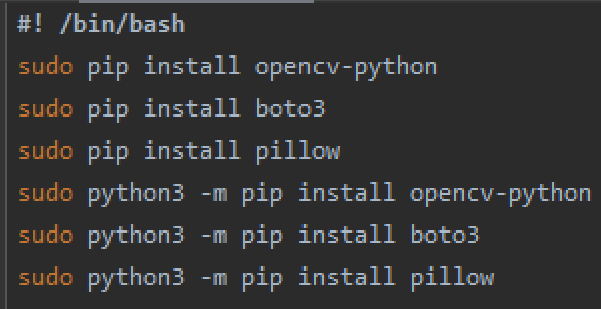 #! /bin/bash
sudo pip install opencv-python
sudo pip install boto3
sudo pip install pillow
sudo python3 -m pip install opencv-python
sudo python3 -m pip install boto3
sudo python3 -m pip install pillow